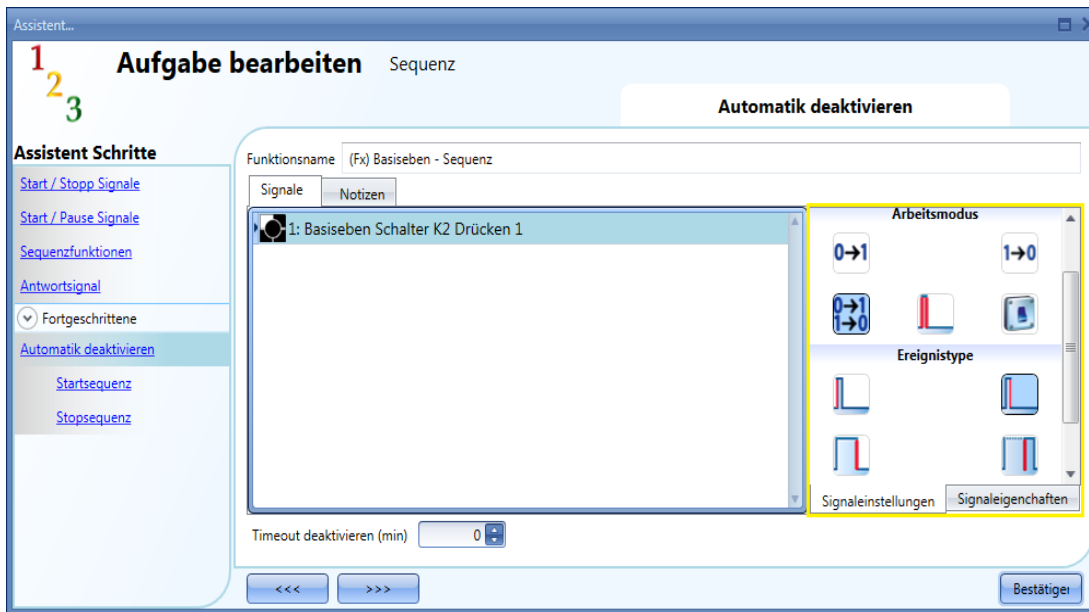 Assistent...
1 2 3
Aufgabe bearbeiten Sequenz
Automatik deaktivieren
Assistent Schritte
Start / Stopp Signale
Start / Pause Signale
Sequenzfunktionen
Antwortsignal
Fortgeschrittene
Automatik deaktivieren
Startsequenz
Stopsequenz
Funktionsname (Fx) Basiseben - Sequenz
Signale Notizen
1: Basiseben Schalter K2 Drücken 1
Arbeitsmodus
0→1 1→0
0→1
1→0
Ereignistype
Signaleinstellungen Signaleigenchaften
Timeout deaktivieren (min) 0
<<< >>> Bestätiger